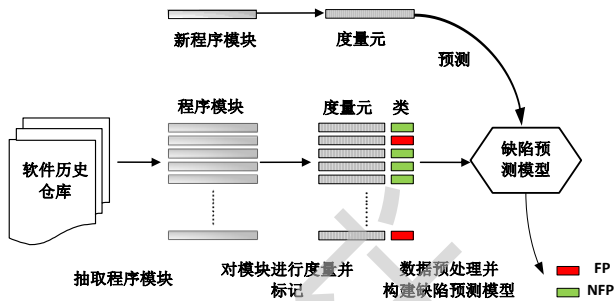 新程序模块
度量元
预测
程序模块
度量元
类
软件历史
仓库
缺陷预
测模型
抽取程序模块
对模块进行度量并
标记
数据预处理并
构建缺陷预测模型
FP
NFP